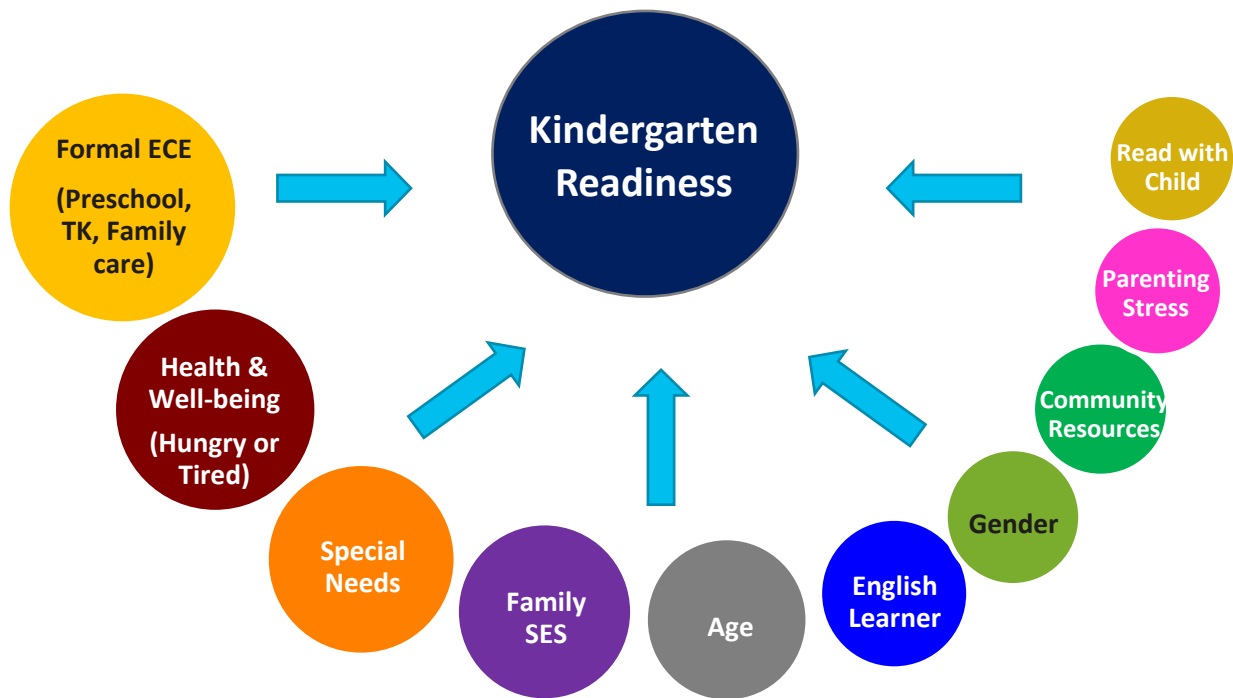 Kindergarten
Readiness
Formal ECE
(Preschool,
TK, Family
care)
Health &
Well-being
(Hungry or
Tired)
Special
Needs
Family
SES
Age
English
Learner
Gender
Community
Resources
Parenting
Stress
Read with
Child